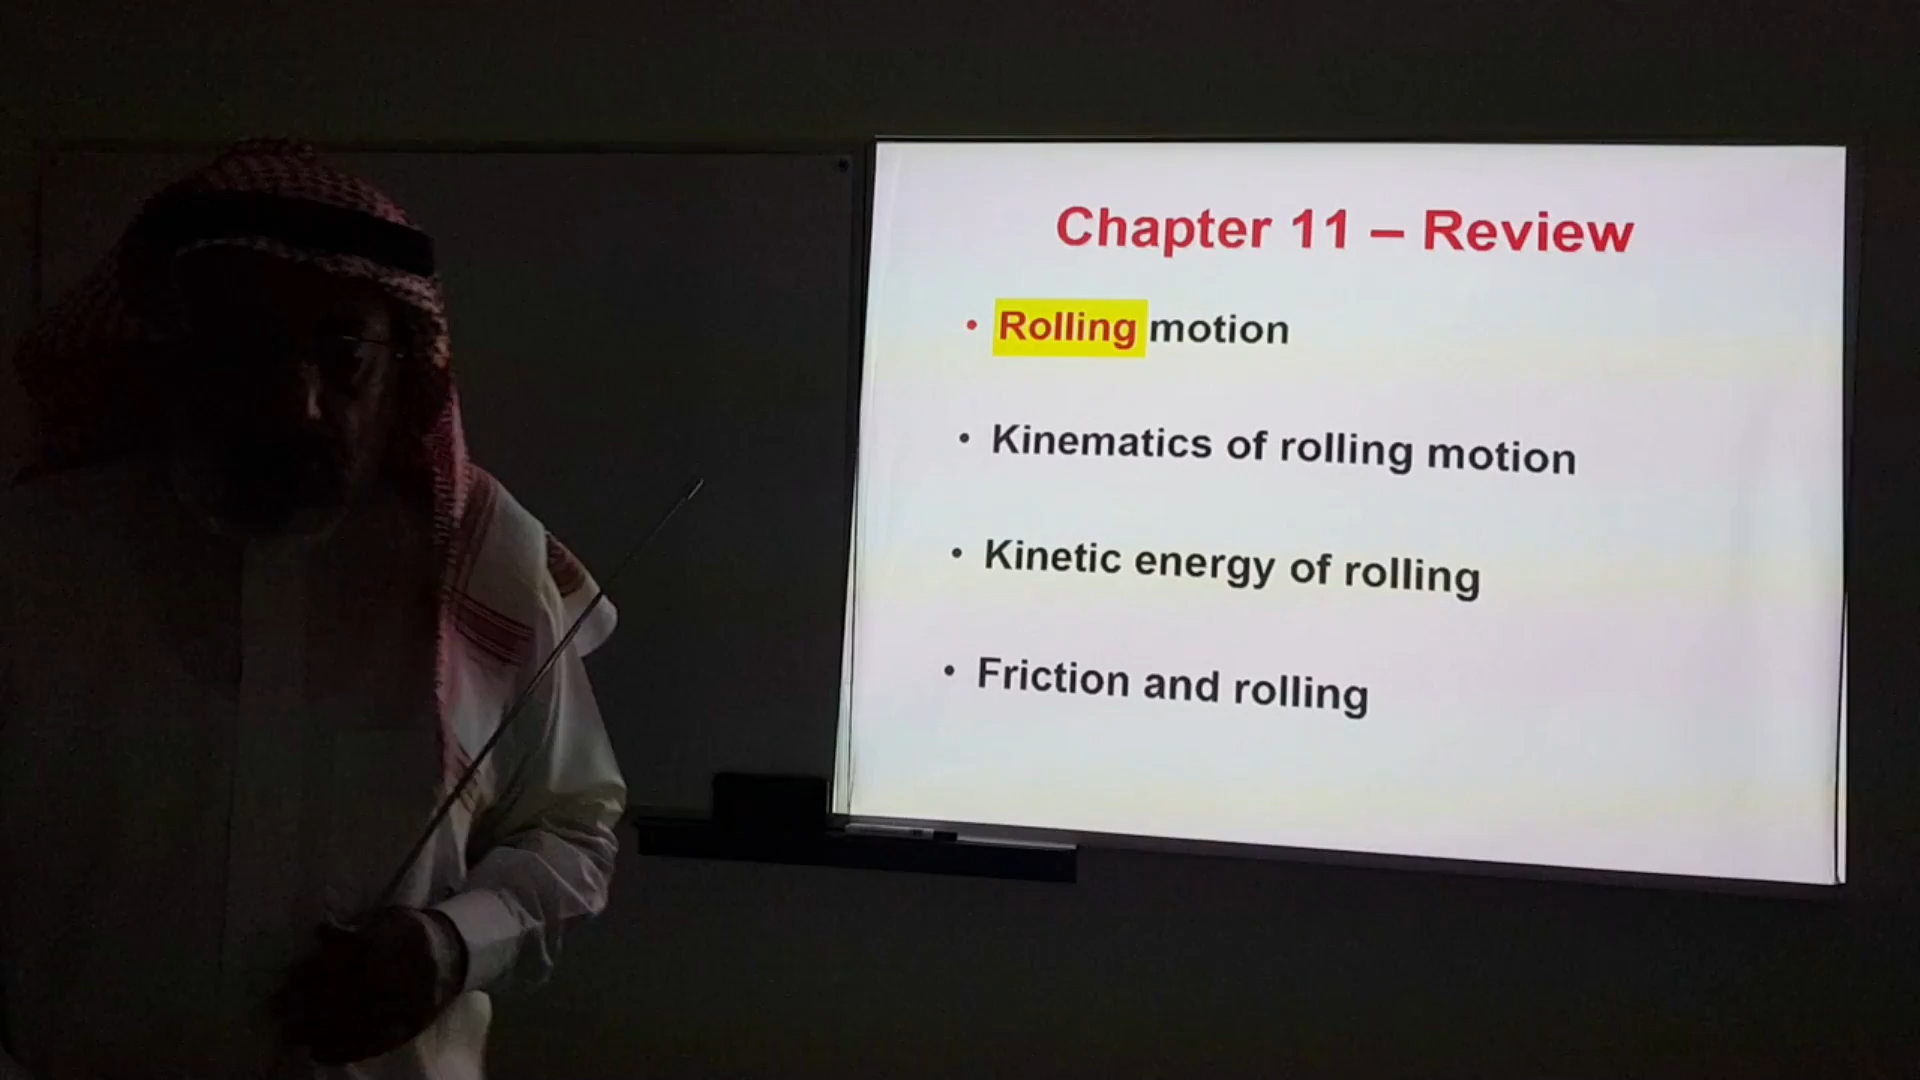 Chapter 11 – Review
• Rolling motion
• Kinematics of rolling motion
• Kinetic energy of rolling
• Friction and rolling